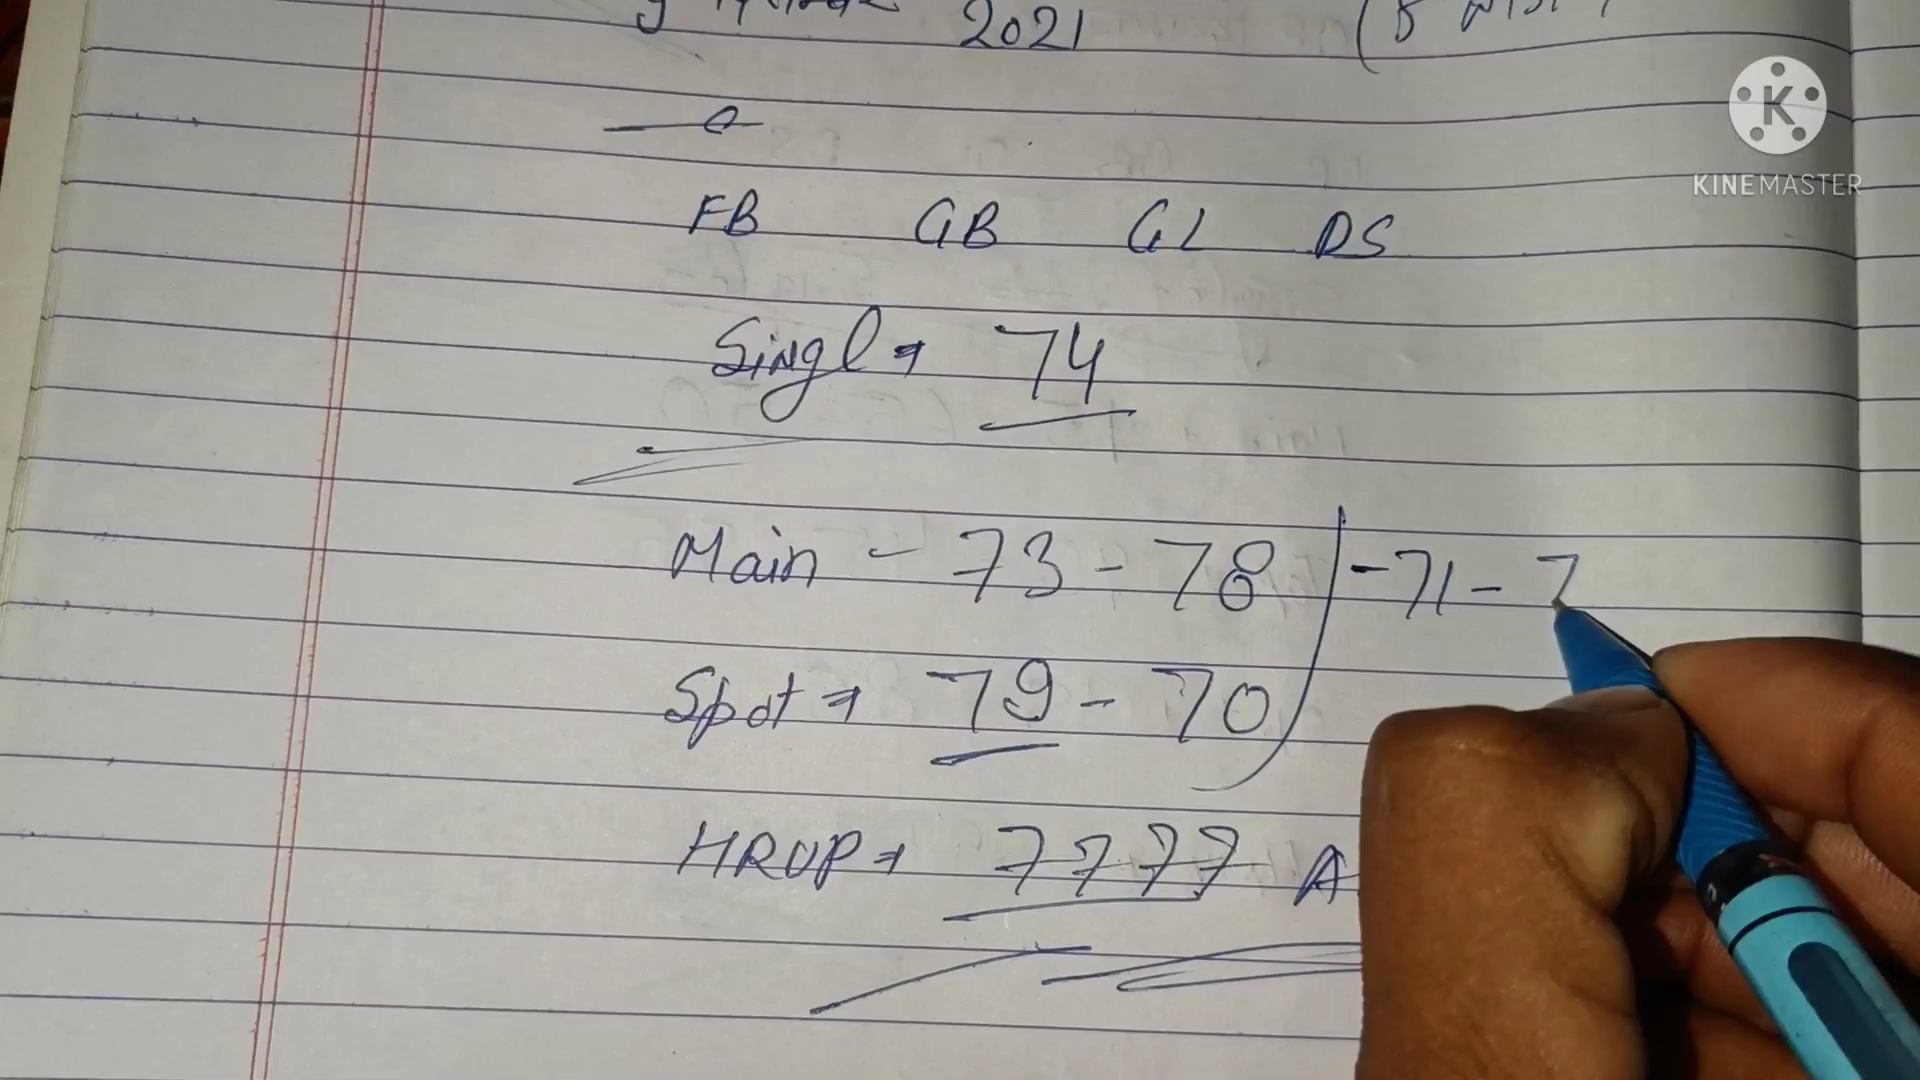 2021
K
KINEMASTER
FB GB GL DS
Singl = 74
Main - 73 - 78 - 71 - 7
Spot = 79 - 70
HRUP = 7777 A